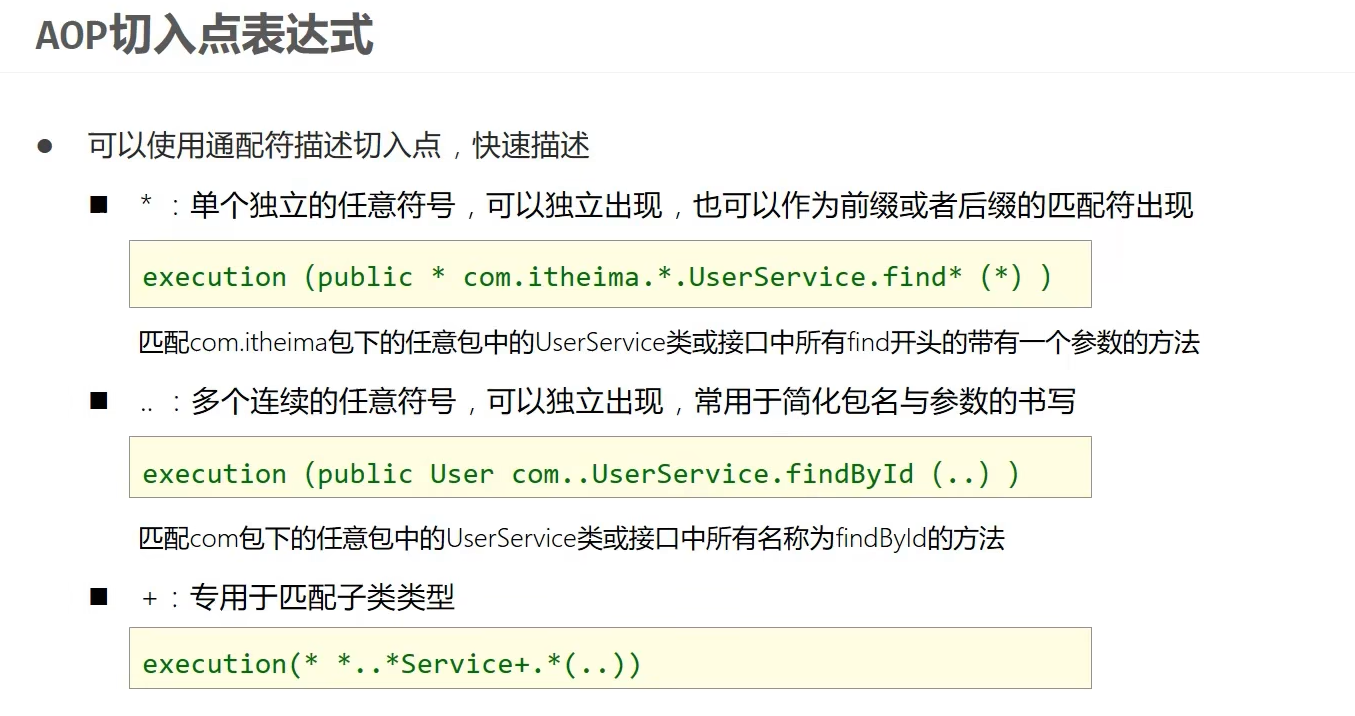 AOP切入点表达式
可以使用通配符描述切入点，快速描述
* ：单个独立的任意符号，可以独立出现，也可以作为前缀或者后缀的匹配符出现
execution (public * com.itheima.*.UserService.find* (*) )
匹配com.itheima包下的任意包中的UserService类或接口中所有find开头的带有一个参数的方法
.. ：多个连续的任意符号，可以独立出现，常用于简化包名与参数的书写
execution (public User com..UserService.findById (..) )
匹配com包下的任意包中的UserService类或接口中所有名称为findById的方法
+：专用于匹配子类类型
execution(* *..*Service+.*(..))